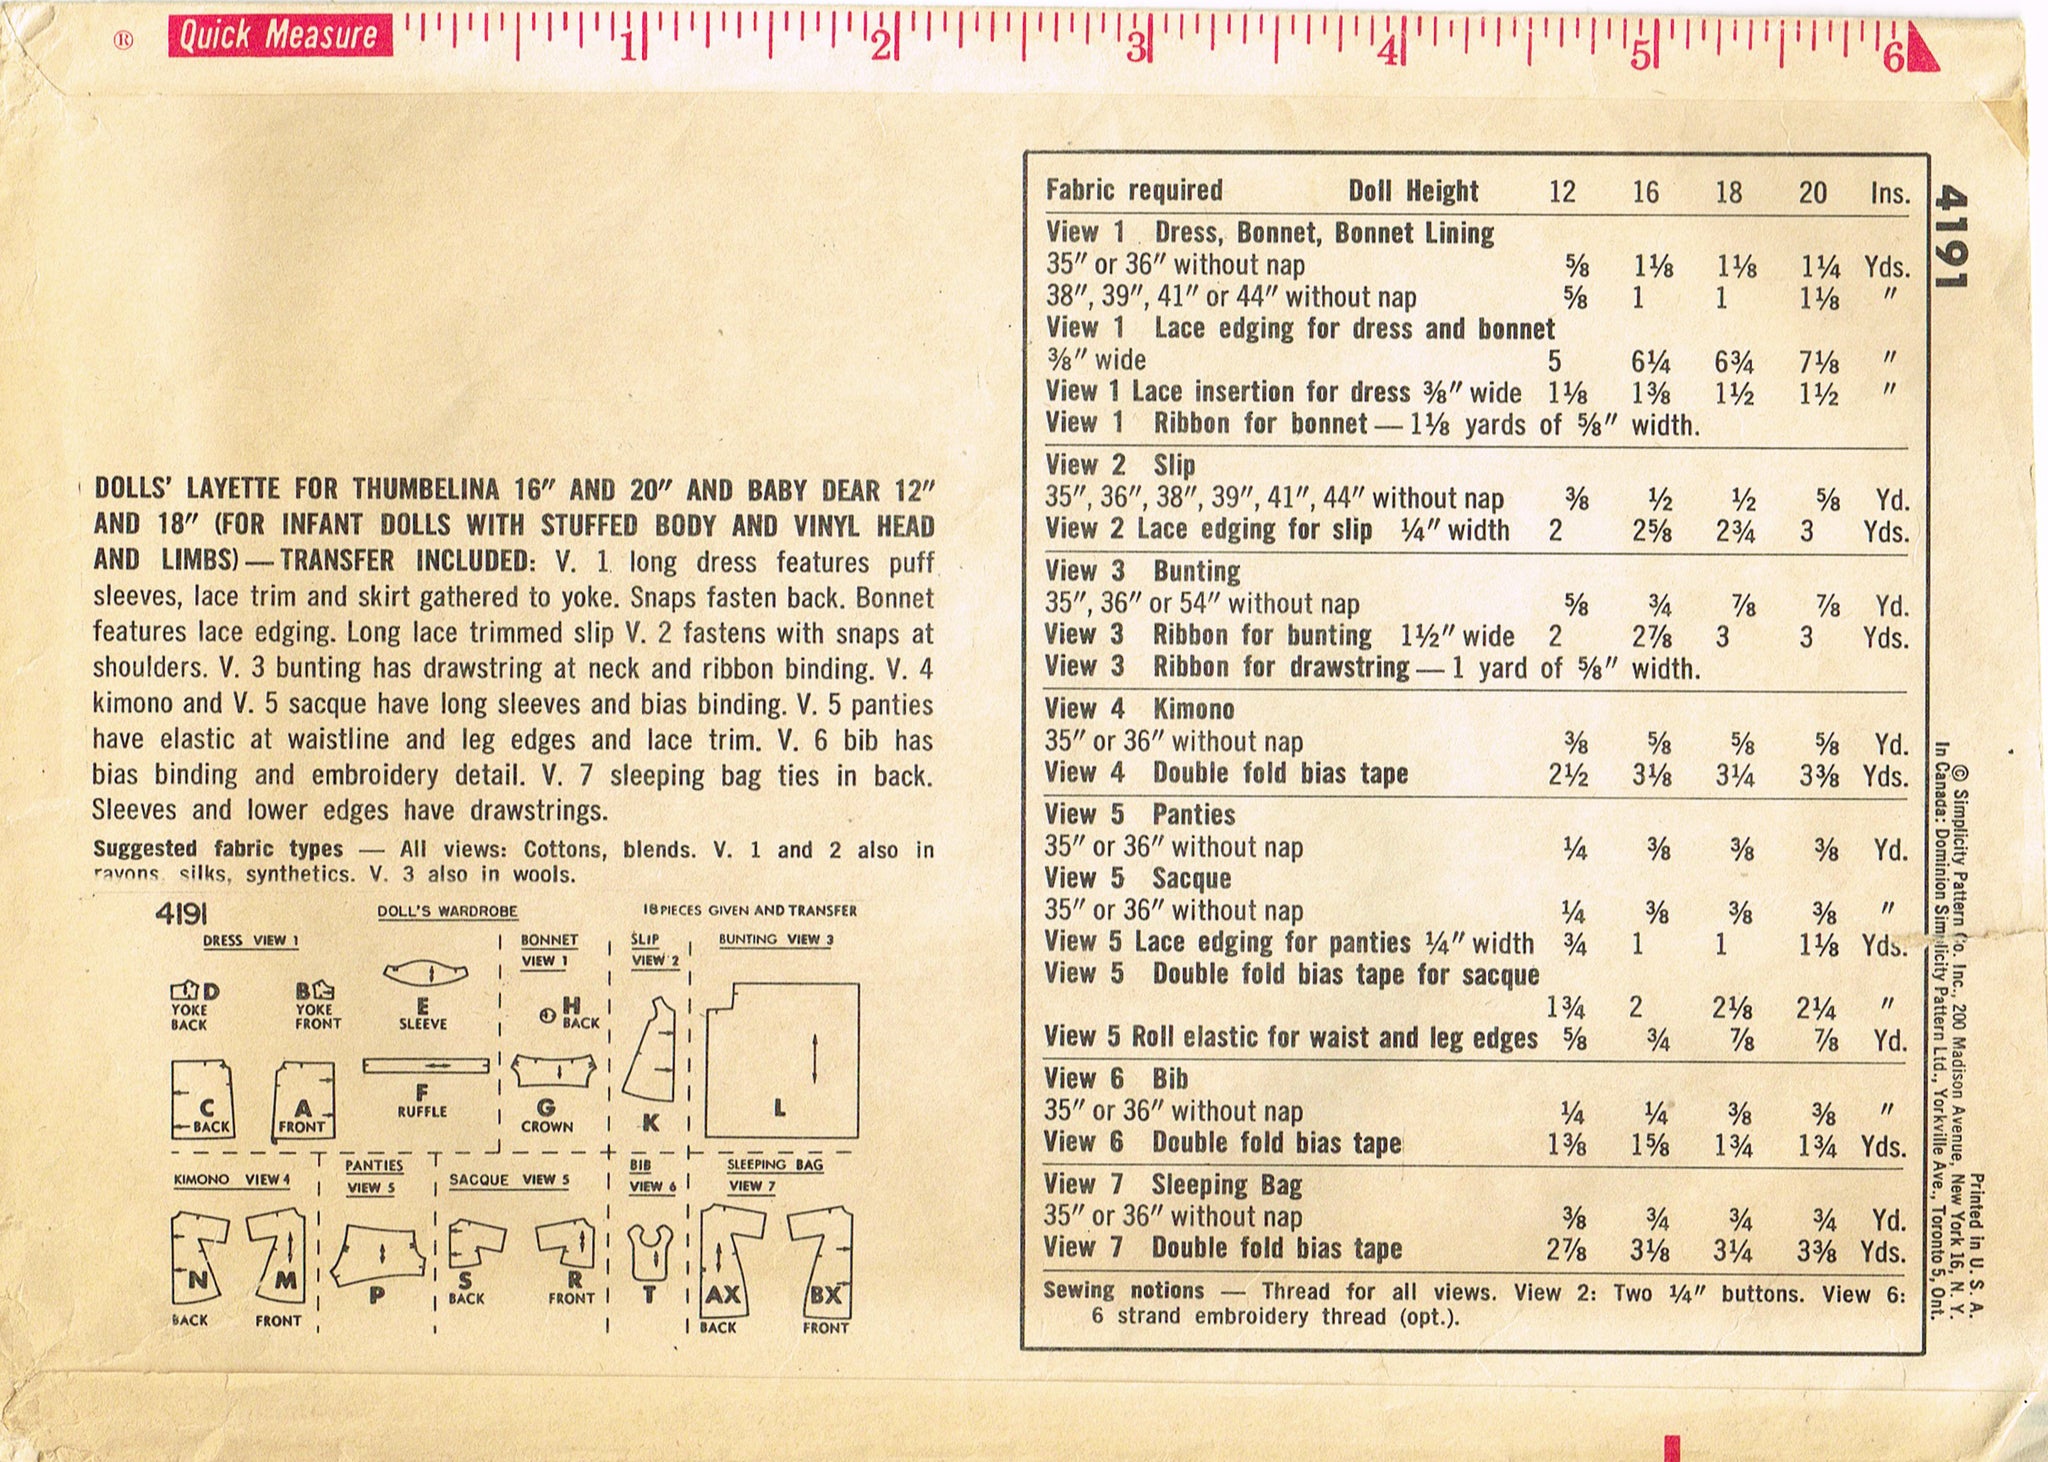 ® Quick Measure 1 2 3 4 5 6
DOLLS' LAYETTE FOR THUMBELINA 16" AND 20" AND BABY DEAR 12"
AND 18" (FOR INFANT DOLLS WITH STUFFED BODY AND VINYL HEAD
AND LIMBS) — TRANSFER INCLUDED: V. 1 long dress features puff
sleeves, lace trim and skirt gathered to yoke. Snaps fasten back. Bonnet
features lace edging. Long lace trimmed slip V. 2 fastens with snaps at
shoulders. V. 3 bunting has drawstring at neck and ribbon binding. V. 4
kimono and V. 5 sacque have long sleeves and bias binding. V. 5 panties
have elastic at waistline and leg edges and lace trim. V. 6 bib has
bias binding and embroidery detail. V. 7 sleeping bag ties in back.
Sleeves and lower edges have drawstrings.
Suggested fabric types — All views: Cottons, blends. V. 1 and 2 also in
rayons, silks, synthetics. V. 3 also in wools.
4191 DOLL'S WARDROBE 18 PIECES GIVEN AND TRANSFER
DRESS VIEW 1
D
YOKE
BACK
B
YOKE
FRONT
E
SLEEVE
C
BACK
A
FRONT
F
RUFFLE
BONNET
VIEW 1
H
BACK
G
CROWN
SLIP
VIEW 2
K
BUNTING VIEW 3
L
KIMONO VIEW 4
N
BACK
M
FRONT
PANTIES
VIEW 5
P
SACQUE VIEW 5
S
BACK
R
FRONT
BIB
VIEW 6
T
SLEEPING BAG
VIEW 7
AX
BACK
BX
FRONT
Fabric required Doll Height 12 16 18 20 Ins.
View 1 Dress, Bonnet, Bonnet Lining
35" or 36" without nap ⅝ 1⅛ 1⅛ 1¼ Yds.
38", 39", 41" or 44" without nap ⅝ 1 1 1⅛ "
View 1 Lace edging for dress and bonnet
⅜" wide 5 6¼ 6¾ 7⅛ "
View 1 Lace insertion for dress ⅜" wide 1⅛ 1⅜ 1½ 1½ "
View 1 Ribbon for bonnet — 1⅛ yards of ⅝" width.
View 2 Slip
35", 36", 38", 39", 41", 44" without nap ⅜ ½ ½ ⅝ Yd.
View 2 Lace edging for slip ¼" width 2 2⅝ 2¾ 3 Yds.
View 3 Bunting
35", 36" or 54" without nap ⅝ ¾ ⅞ ⅞ Yd.
View 3 Ribbon for bunting 1½" wide 2 2⅞ 3 3 Yds.
View 3 Ribbon for drawstring — 1 yard of ⅝" width.
View 4 Kimono
35" or 36" without nap ⅜ ⅝ ⅝ ⅝ Yd.
View 4 Double fold bias tape 2½ 3⅛ 3¼ 3⅜ Yds.
View 5 Panties
35" or 36" without nap ¼ ⅜ ⅜ ⅜ Yd.
View 5 Sacque
35" or 36" without nap ¼ ⅜ ⅜ ⅜ "
View 5 Lace edging for panties ¼" width ¾ 1 1 1⅛ Yds.
View 5 Double fold bias tape for sacque
1¾ 2 2⅛ 2¼ "
View 5 Roll elastic for waist and leg edges ⅝ ¾ ⅞ ⅞ Yd.
View 6 Bib
35" or 36" without nap ¼ ¼ ⅜ ⅜ "
View 6 Double fold bias tape 1⅜ 1⅝ 1¾ 1¾ Yds.
View 7 Sleeping Bag
35" or 36" without nap ⅜ ¾ ¾ ¾ Yd.
View 7 Double fold bias tape 2⅞ 3⅛ 3¼ 3⅜ Yds.
Sewing notions — Thread for all views. View 2: Two ¼" buttons. View 6:
6 strand embroidery thread (opt.).
4191
Printed in U. S. A.
© Simplicity Pattern Co. Inc., 200 Madison Avenue, New York 16, N. Y.
In Canada: Dominion Simplicity Pattern Ltd., Yorkville Ave., Toronto 5, Ont.